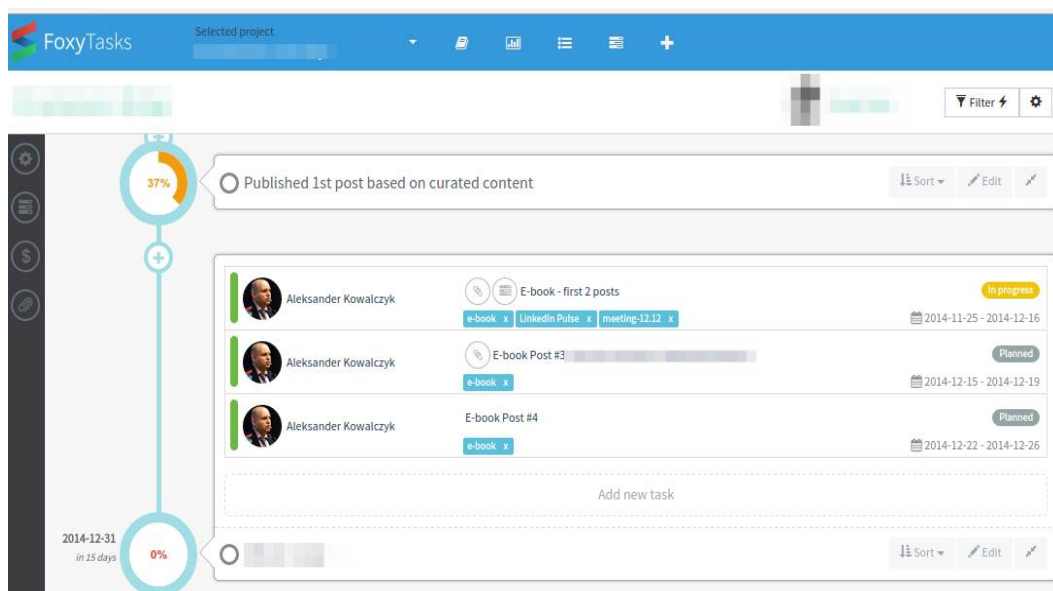 FoxyTasks
Selected project
Filter
37%
Published 1st post based on curated content
Sort
Edit
Aleksander Kowalczyk
E-book - first 2 posts
In progress
e-book x LinkedIn Pulse x meeting-12.12 x
2014-11-25 - 2014-12-16
Aleksander Kowalczyk
E-book Post #3
Planned
e-book x
2014-12-15 - 2014-12-19
Aleksander Kowalczyk
E-book Post #4
Planned
e-book x
2014-12-22 - 2014-12-26
Add new task
2014-12-31
in 15 days
0%
Sort
Edit